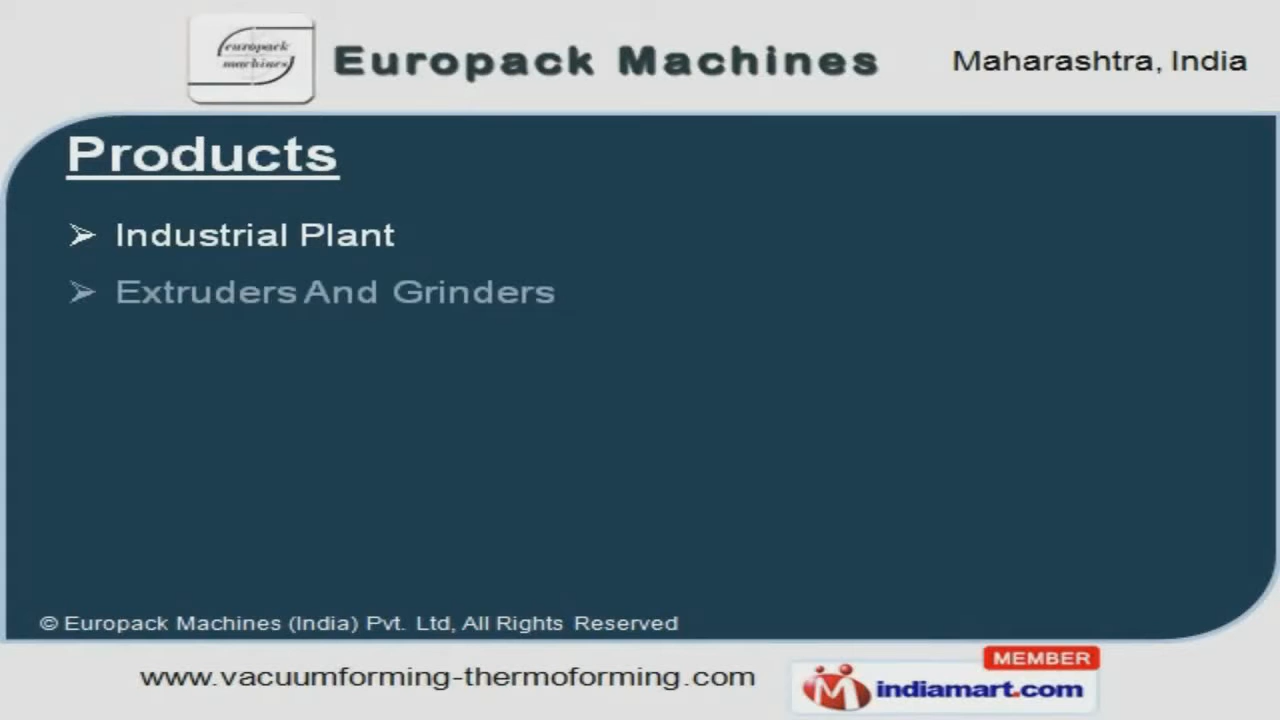 europack
machines
Europack Machines
Maharashtra, India
Products
➢ Industrial Plant
➢ Extruders And Grinders
© Europack Machines (India) Pvt. Ltd, All Rights Reserved
www.vacuumforming-thermoforming.com
MEMBER
indiamart.com